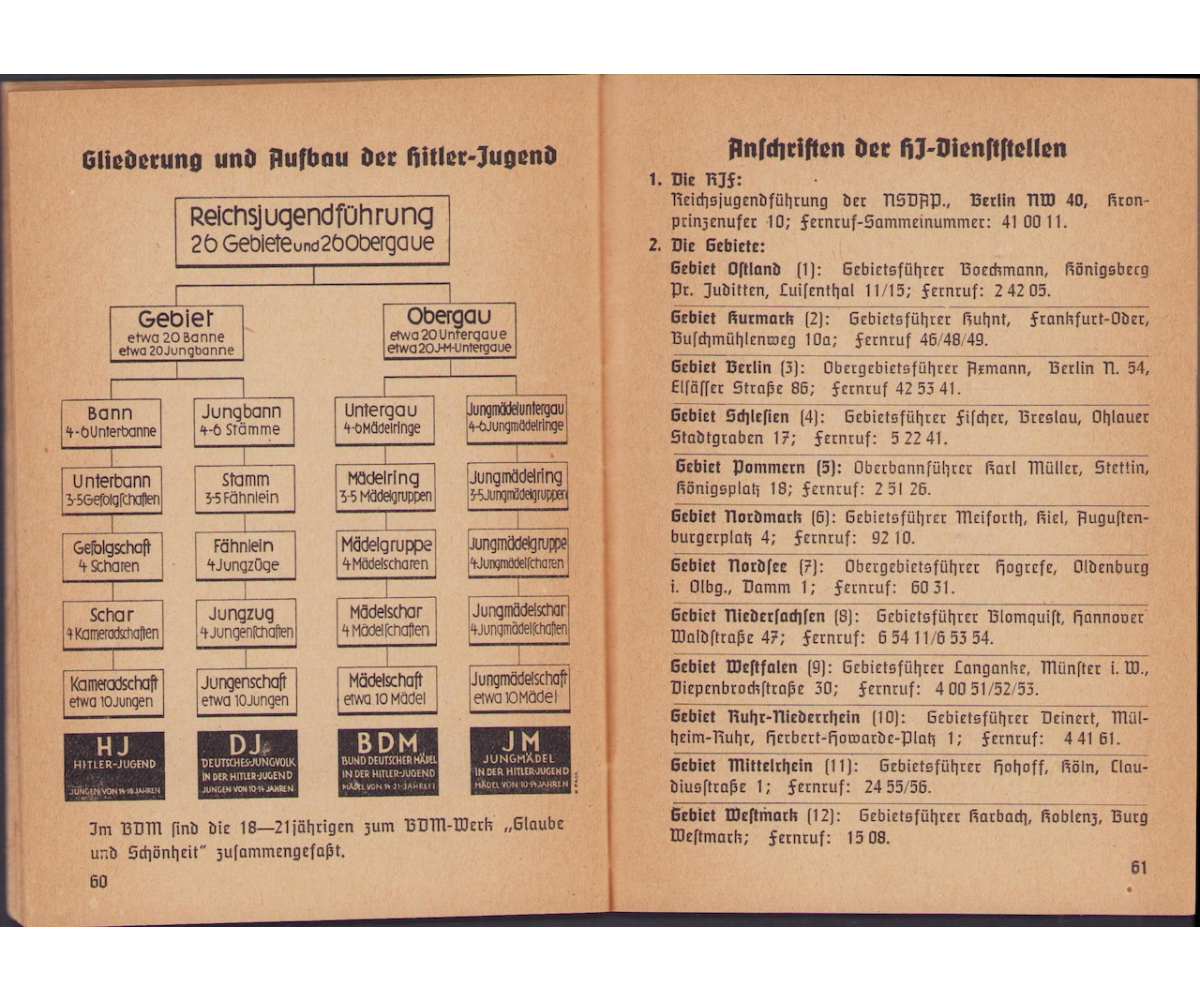 Gliederung und Aufbau der Hitler-Jugend
Reichsjugendführung
26 Gebiete und 26 Obergaue
Gebiet
etwa 20 Banne
etwa 20 Jungbanne
Obergau
etwa 20 Untergaue
etwa 20 J-M-Untergaue
Bann
4-6 Unterbanne
Jungbann
4-6 Stämme
Untergau
4-6 Mädelringe
Jungmädeluntergau
4-6 Jungmädelringe
Unterbann
3-5 Gefolgschaften
Stamm
3-5 Fähnlein
Mädelring
3-5 Mädelgruppen
Jungmädelring
3-5 Jungmädelgruppen
Gefolgschaft
4 Scharen
Fähnlein
4 Jungzüge
Mädelgruppe
4 Mädelscharen
Jungmädelgruppe
4 Jungmädelscharen
Schar
4 Kameradschaften
Jungzug
4 Jungenschaften
Mädelschar
4 Mädelschaften
Jungmädelschar
4 Jungmädelschaften
Kameradschaft
etwa 10 Jungen
Jungenschaft
etwa 10 Jungen
Mädelschaft
etwa 10 Mädel
Jungmädelschaft
etwa 10 Mädel
HJ
HITLER-JUGEND
JUNGEN VON 14-18 JAHREN
DJ
DEUTSCHES-JUNGVOLK
IN DER HITLER-JUGEND
JUNGEN VON 10-14 JAHREN
BDM
BUND DEUTSCHER MÄDEL
IN DER HITLER-JUGEND
MÄDEL VON 14-21 JAHREN
JM
JUNGMÄDEL
IN DER HITLER-JUGEND
MÄDEL VON 10-14 JAHREN
Im BDM sind die 18—21jährigen zum BDM-Werk „Glaube
und Schönheit" zusammengefaßt.
60
Anschriften der HJ-Dienststellen
1. Die RJF:
Reichsjugendführung der NSDAP., Berlin NW 40, Kron-
prinzenufer 10; Fernruf-Sammelnummer: 41 00 11.
2. Die Gebiete:
Gebiet Ostland (1): Gebietsführer Boeckmann, Königsberg
Pr. Juditten, Luisenthal 11/15; Fernruf: 2 42 05.
Gebiet Kurmark (2): Gebietsführer Kuhnt, Frankfurt-Oder,
Buschmühlenweg 10a; Fernruf 46/48/49.
Gebiet Berlin (3): Obergebietsführer Axmann, Berlin N. 54,
Elsässer Straße 86; Fernruf 42 53 41.
Gebiet Schlesien (4): Gebietsführer Fischer, Breslau, Ohlauer
Stadtgraben 17; Fernruf: 5 22 41.
Gebiet Pommern (5): Oberbannführer Karl Müller, Stettin,
Königsplatz 18; Fernruf: 2 51 26.
Gebiet Nordmark (6): Gebietsführer Meiforth, Kiel, Augusten-
burgerplatz 4; Fernruf: 92 10.
Gebiet Nordsee (7): Obergebietsführer Hogrefe, Oldenburg
i. Olbg., Damm 1; Fernruf: 60 31.
Gebiet Niedersachsen (8): Gebietsführer Blomquist, Hannover
Waldstraße 47; Fernruf: 6 54 11/6 53 54.
Gebiet Westfalen (9): Gebietsführer Langanke, Münster i. W.,
Diepenbrockstraße 30; Fernruf: 4 00 51/52/53.
Gebiet Ruhr-Niederrhein (10): Gebietsführer Deinert, Mül-
heim-Ruhr, Herbert-Howarde-Platz 1; Fernruf: 4 41 61.
Gebiet Mittelrhein (11): Gebietsführer Hohoff, Köln, Clau-
diusstraße 1; Fernruf: 24 55/56.
Gebiet Westmark (12): Gebietsführer Karbach, Koblenz, Burg
Westmark; Fernruf: 15 08.
61